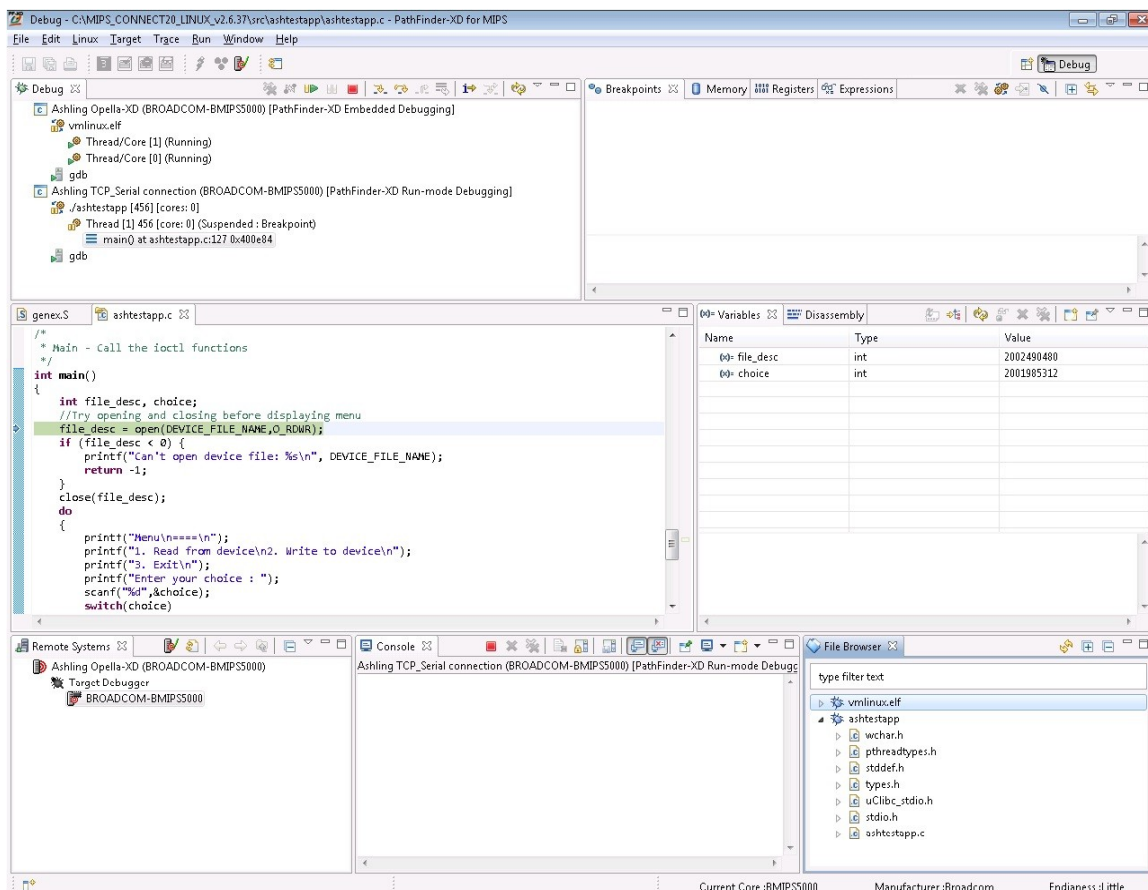 Debug - C:\MIPS_CONNECT20_LINUX_v2.6.37\src\ashtestapp\ashtestapp.c - PathFinder-XD for MIPS
File Edit Linux Target Trace Run Window Help
Debug
Debug
Ashling Opella-XD (BROADCOM-BMIPS5000) [PathFinder-XD Embedded Debugging]
vmlinux.elf
Thread/Core [1] (Running)
Thread/Core [0] (Running)
gdb
Ashling TCP_Serial connection (BROADCOM-BMIPS5000) [PathFinder-XD Run-mode Debugging]
./ashtestapp [456] [cores: 0]
Thread [1] 456 [core: 0] (Suspended : Breakpoint)
main() at ashtestapp.c:127 0x400e84
gdb
Breakpoints Memory Registers Expressions
genex.S ashtestapp.c
/*
* Main - Call the ioctl functions
*/
int main()
{
int file_desc, choice;
//Try opening and closing before displaying menu
file_desc = open(DEVICE_FILE_NAME,O_RDWR);
if (file_desc < 0) {
printf("Can't open device file: %s\n", DEVICE_FILE_NAME);
return -1;
}
close(file_desc);
do
{
printf("Menu\n====\n");
printf("1. Read from device\n2. Write to device\n");
printf("3. Exit\n");
printf("Enter your choice : ");
scanf("%d",&choice);
switch(choice)
Variables Disassembly
Name Type Value
file_desc int 2002490480
choice int 2001985312
Remote Systems
Ashling Opella-XD (BROADCOM-BMIPS5000)
Target Debugger
BROADCOM-BMIPS5000
Console
Ashling TCP_Serial connection (BROADCOM-BMIPS5000) [PathFinder-XD Run-mode Debugg
File Browser
type filter text
vmlinux.elf
ashtestapp
wchar.h
pthreadtypes.h
stddef.h
types.h
uClibc_stdio.h
stdio.h
ashtestapp.c
Current Core :BMIPS5000 Manufacturer :Broadcom Endianess :Little